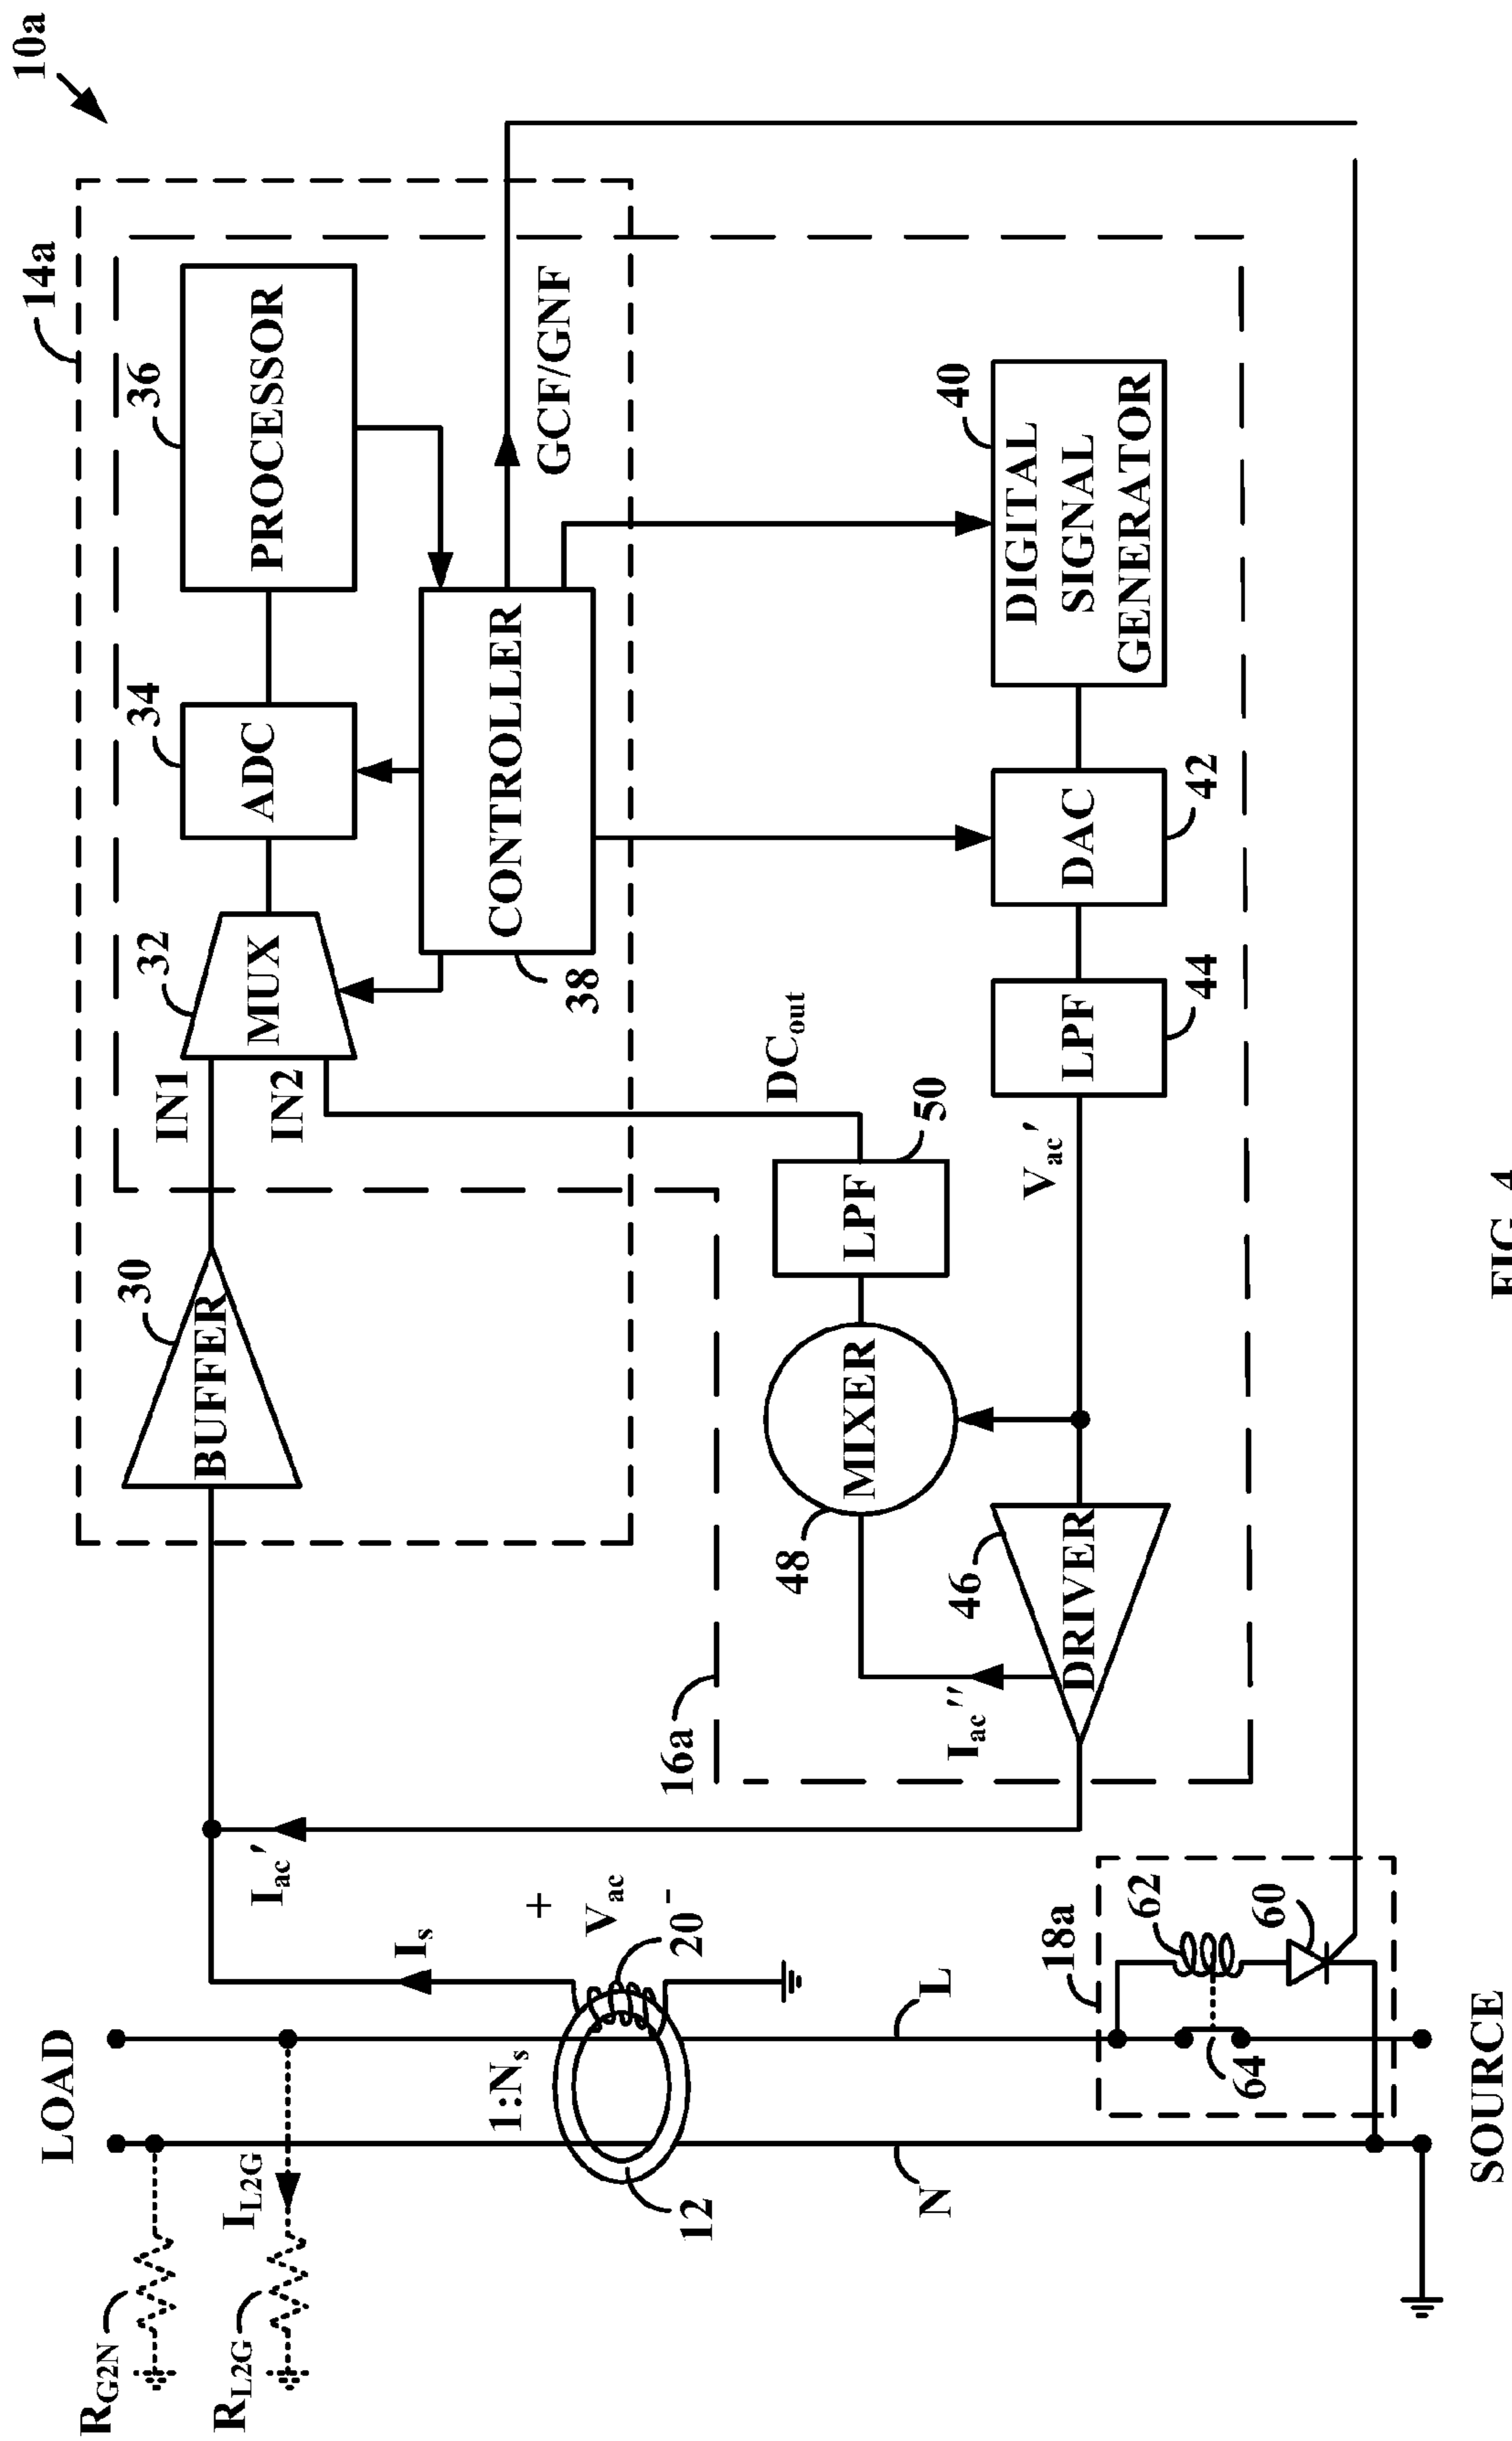 10a
14a
36
PROCESSOR
34
ADC
32
MUX
IN1
IN2
30
BUFFER
CONTROLLER
38
GCF/GNF
40
DIGITAL
SIGNAL
GENERATOR
DAC
42
LPF
44
DCout
LPF
50
MIXER
48
Vac′
DRIVER
46
Iac″
16a
Iac′
Is
+
Vac
−
20
1:Ns
12
LOAD
RG2N
IL2G
RL2G
L
N
18a
62
60
64
SOURCE
FIG. 4